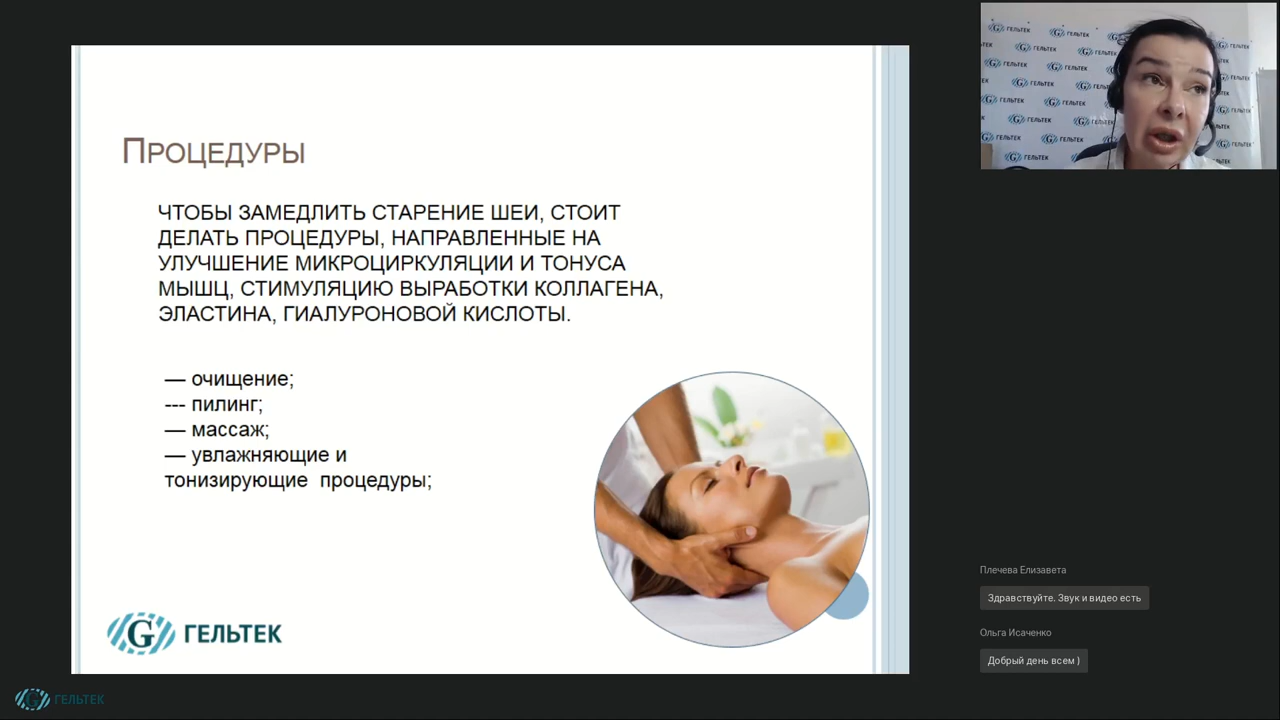 ПРОЦЕДУРЫ
ЧТОБЫ ЗАМЕДЛИТЬ СТАРЕНИЕ ШЕИ, СТОИТ
ДЕЛАТЬ ПРОЦЕДУРЫ, НАПРАВЛЕННЫЕ НА
УЛУЧШЕНИЕ МИКРОЦИРКУЛЯЦИИ И ТОНУСА
МЫШЦ, СТИМУЛЯЦИЮ ВЫРАБОТКИ КОЛЛАГЕНА,
ЭЛАСТИНА, ГИАЛУРОНОВОЙ КИСЛОТЫ.
— очищение;
--- пилинг;
— массаж;
— увлажняющие и
тонизирующие процедуры;
G ГЕЛЬТЕК
G ГЕЛЬТЕК
ГЕЛЬТЕК
Плечева Елизавета
Здравствуйте. Звук и видео есть
Ольга Исаченко
Добрый день всем )